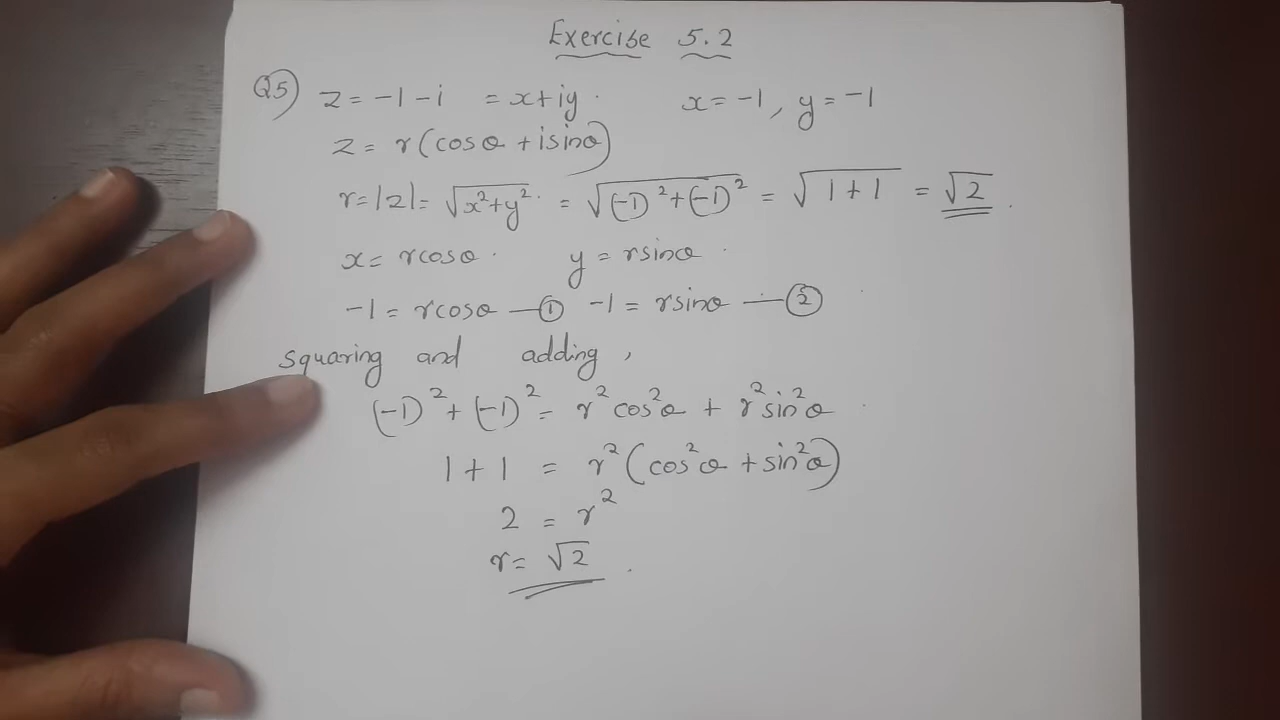 Exercise 5.2
Q5) z = -1 - i = x + iy. x = -1, y = -1
z = r(cosθ + isinθ)
r = |z| = √x²+y² = √(-1)²+(-1)² = √1+1 = √2.
x = rcosθ. y = rsinθ.
-1 = rcosθ — ① -1 = rsinθ — ②
squaring and adding,
(-1)² + (-1)² = r²cos²θ + r²sin²θ.
1 + 1 = r²(cos²θ + sin²θ)
2 = r²
r = √2.